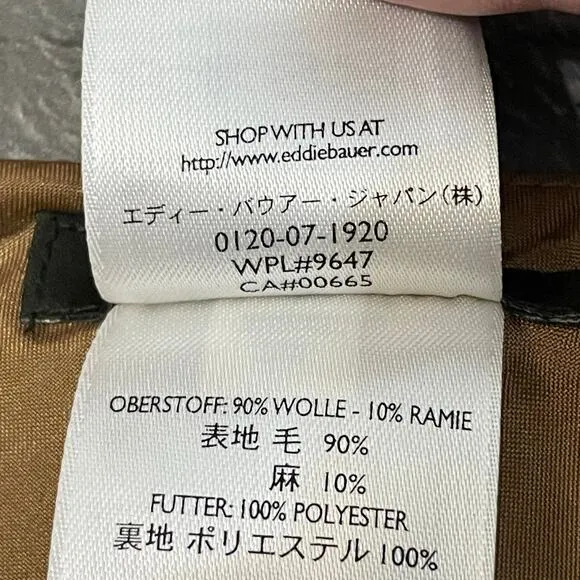 SHOP WITH US AT
http://www.eddiebauer.com
エディー・バウアー・ジャパン(株)
0120-07-1920
WPL#9647
CA#00665
OBERSTOFF: 90% WOLLE - 10% RAMIE
表地 毛 90%
麻 10%
FUTTER: 100% POLYESTER
裏地 ポリエステル 100%